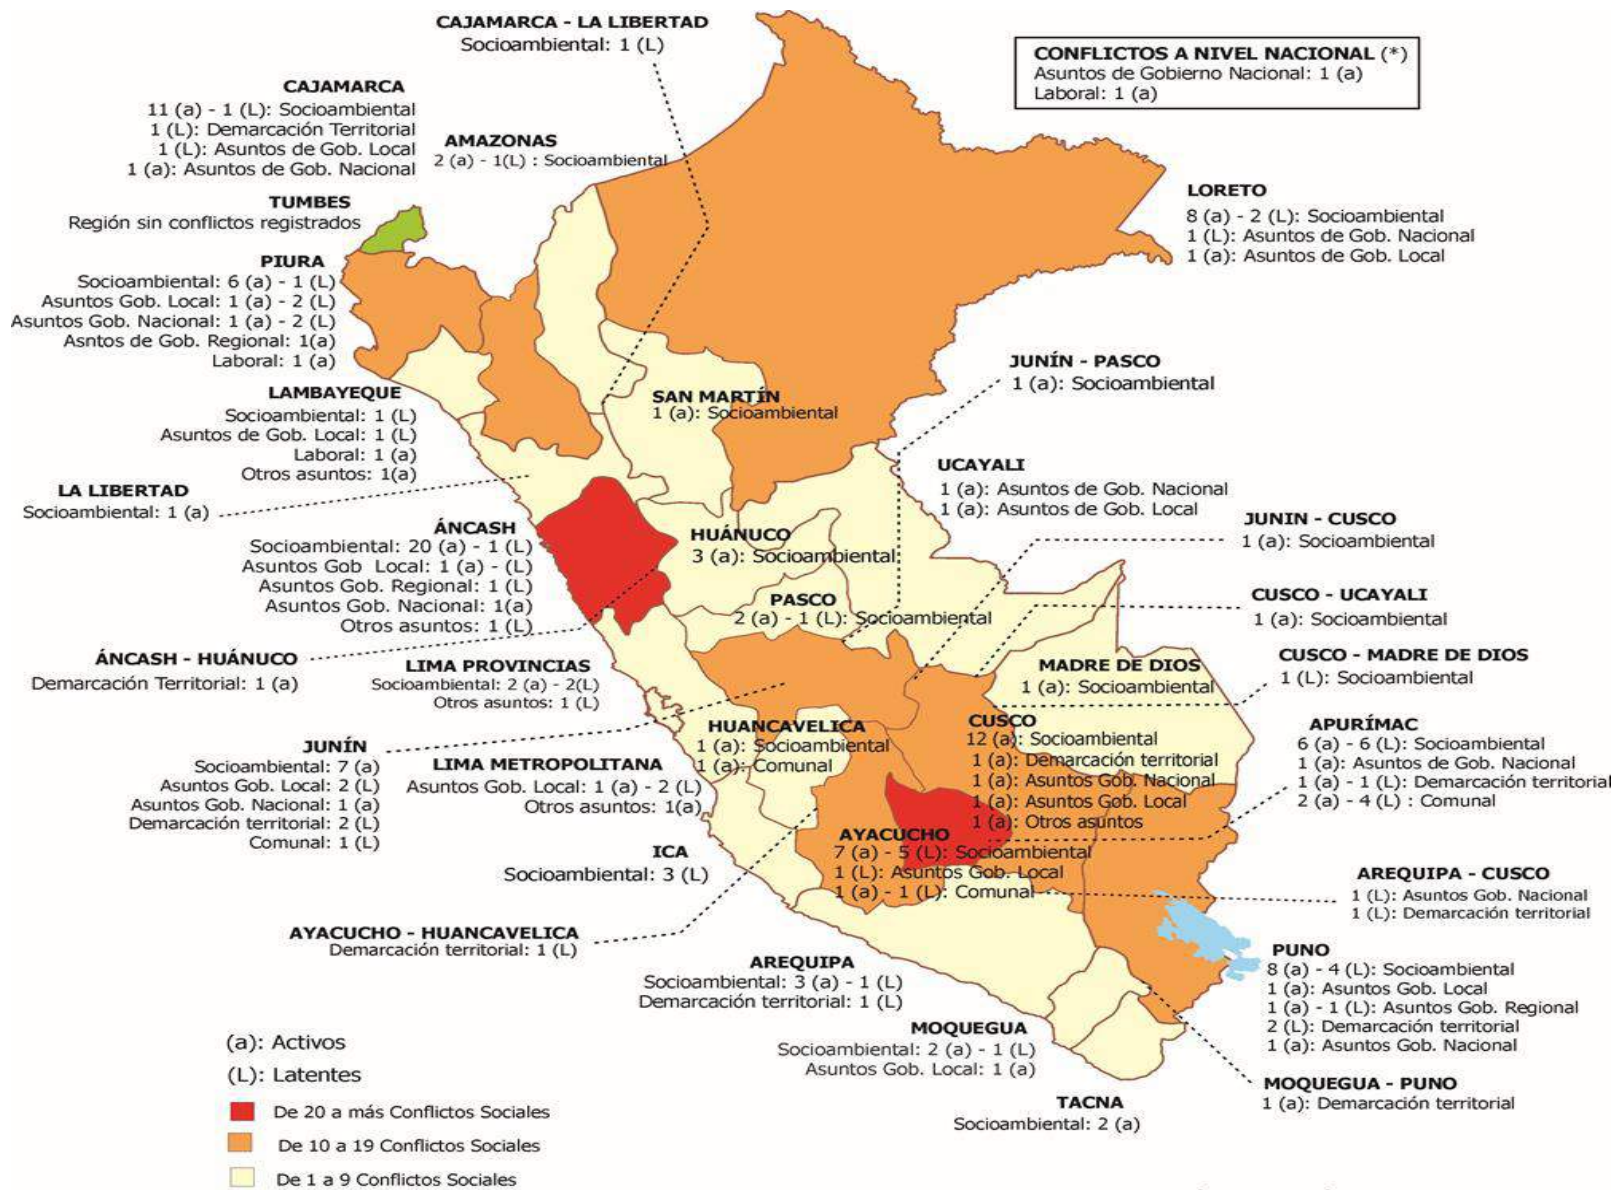 CAJAMARCA - LA LIBERTAD
Socioambiental: 1 (L)
CONFLICTOS A NIVEL NACIONAL (*)
Asuntos de Gobierno Nacional: 1 (a)
Laboral: 1 (a)
CAJAMARCA
11 (a) - 1 (L): Socioambiental
1 (L): Demarcación Territorial
1 (L): Asuntos de Gob. Local
1 (a): Asuntos de Gob. Nacional
AMAZONAS
2 (a) - 1(L) : Socioambiental
TUMBES
Región sin conflictos registrados
LORETO
8 (a) - 2 (L): Socioambiental
1 (L): Asuntos de Gob. Nacional
1 (a): Asuntos de Gob. Local
PIURA
Socioambiental: 6 (a) - 1 (L)
Asuntos Gob. Local: 1 (a) - 2 (L)
Asuntos Gob. Nacional: 1 (a) - 2 (L)
Asntos de Gob. Regional: 1(a)
Laboral: 1 (a)
JUNÍN - PASCO
1 (a): Socioambiental
LAMBAYEQUE
Socioambiental: 1 (L)
Asuntos de Gob. Local: 1 (L)
Laboral: 1 (a)
Otros asuntos: 1(a)
SAN MARTÍN
1 (a): Socioambiental
LA LIBERTAD
Socioambiental: 1 (a)
UCAYALI
1 (a): Asuntos de Gob. Nacional
1 (a): Asuntos de Gob. Local
ÁNCASH
Socioambiental: 20 (a) - 1 (L)
Asuntos Gob Local: 1 (a) - (L)
Asuntos Gob. Regional: 1 (L)
Asuntos Gob. Nacional: 1(a)
Otros asuntos: 1 (L)
HUÁNUCO
3 (a): Socioambiental
JUNIN - CUSCO
1 (a): Socioambiental
PASCO
2 (a) - 1 (L): Socioambiental
CUSCO - UCAYALI
1 (a): Socioambiental
ÁNCASH - HUÁNUCO
Demarcación Territorial: 1 (a)
LIMA PROVINCIAS
Socioambiental: 2 (a) - 2(L)
Otros asuntos: 1 (L)
MADRE DE DIOS
1 (a): Socioambiental
CUSCO - MADRE DE DIOS
1 (L): Socioambiental
JUNÍN
Socioambiental: 7 (a)
Asuntos Gob. Local: 2 (L)
Asuntos Gob. Nacional: 1 (a)
Demarcación territorial: 2 (L)
Comunal: 1 (L)
HUANCAVELICA
1 (a): Socioambiental
1 (a): Comunal
CUSCO
12 (a): Socioambiental
1 (a): Demarcación territorial
1 (a): Asuntos Gob. Nacional
1 (a): Asuntos Gob. Local
1 (a): Otros asuntos
APURÍMAC
6 (a) - 6 (L): Socioambiental
1 (a): Asuntos de Gob. Nacional
1 (a) - 1 (L): Demarcación territorial
2 (a) - 4 (L) : Comunal
LIMA METROPOLITANA
Asuntos Gob. Local: 1 (a) - 2 (L)
Otros asuntos: 1(a)
AYACUCHO
7 (a) - 5 (L): Socioambiental
1 (L): Asuntos Gob. Local
1 (a) - 1 (L): Comunal
ICA
Socioambiental: 3 (L)
AREQUIPA - CUSCO
1 (L): Asuntos Gob. Nacional
1 (L): Demarcación territorial
AYACUCHO - HUANCAVELICA
Demarcación territorial: 1 (L)
AREQUIPA
Socioambiental: 3 (a) - 1 (L)
Demarcación territorial: 1 (L)
PUNO
8 (a) - 4 (L): Socioambiental
1 (a): Asuntos Gob. Local
1 (a) - 1 (L): Asuntos Gob. Regional
2 (L): Demarcación territorial
1 (a): Asuntos Gob. Nacional
MOQUEGUA
Socioambiental: 2 (a) - 1 (L)
Asuntos Gob. Local: 1 (a)
MOQUEGUA - PUNO
1 (a): Demarcación territorial
TACNA
Socioambiental: 2 (a)
(a): Activos
(L): Latentes
De 20 a más Conflictos Sociales
De 10 a 19 Conflictos Sociales
De 1 a 9 Conflictos Sociales